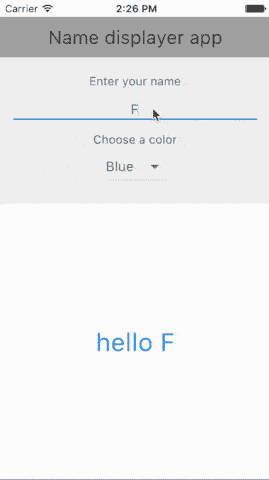 Carrier 2:26 PM
Name displayer app
Enter your name
F
Choose a color
Blue
hello F